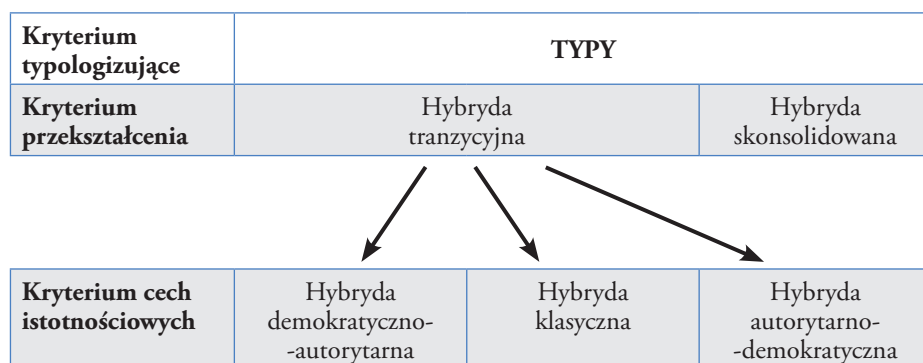 Kryterium
typologizujące
TYPY
Kryterium
przekształcenia
Hybryda
tranzycyjna
Hybryda
skonsolidowana
Kryterium cech
istotnościowych
Hybryda
demokratyczno-
-autorytarna
Hybryda
klasyczna
Hybryda
autorytarno-
-demokratyczna